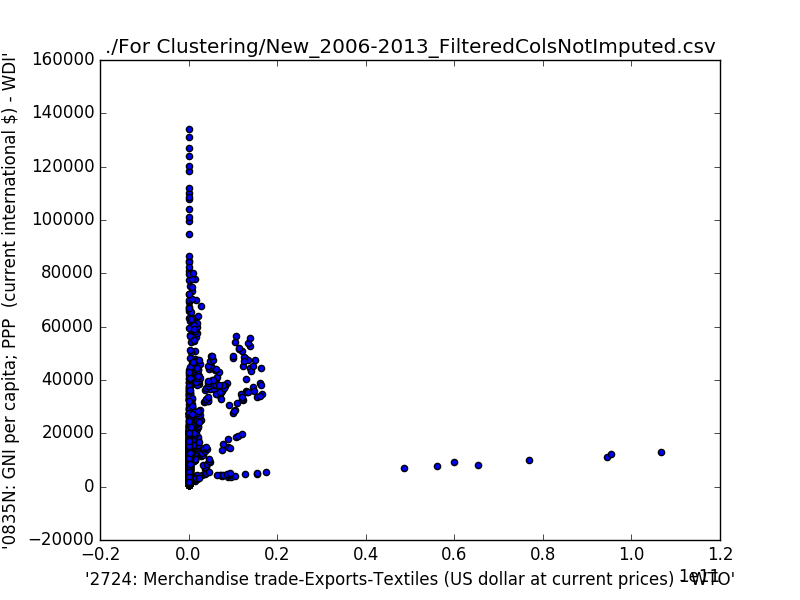 ./For Clustering/New_2006-2013_FilteredColsNotImputed.csv
160000
140000
120000
100000
80000
60000
40000
20000
0
−20000
'0835N: GNI per capita; PPP (current international $) - WDI'
−0.2 0.0 0.2 0.4 0.6 0.8 1.0 1.2
1e11
'2724: Merchandise trade-Exports-Textiles (US dollar at current prices) - WTO'